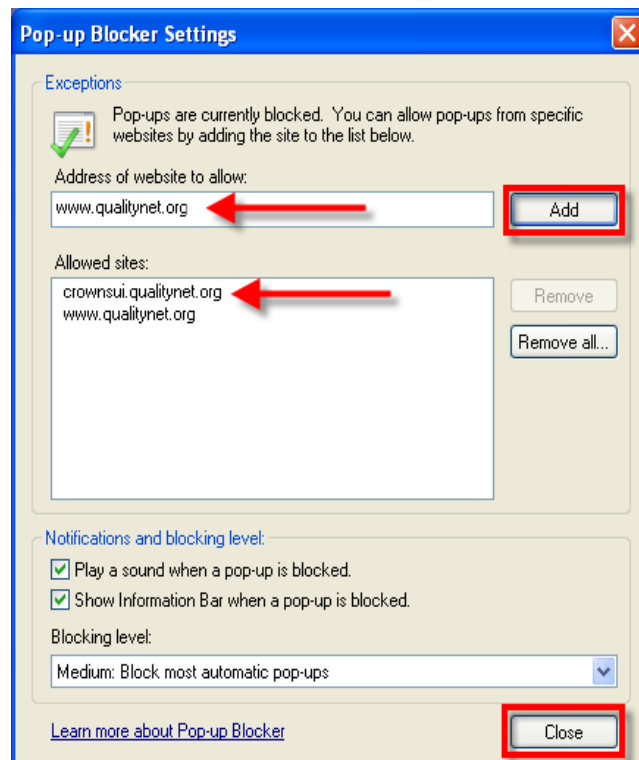 Pop-up Blocker Settings
Exceptions
Pop-ups are currently blocked. You can allow pop-ups from specific
websites by adding the site to the list below.
Address of website to allow:
www.qualitynet.org
Add
Allowed sites:
crownsui.qualitynet.org
www.qualitynet.org
Remove
Remove all...
Notifications and blocking level:
Play a sound when a pop-up is blocked.
Show Information Bar when a pop-up is blocked.
Blocking level:
Medium: Block most automatic pop-ups
Learn more about Pop-up Blocker
Close